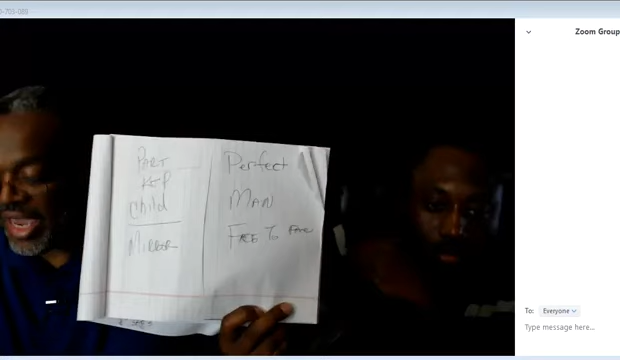 Zoom Group
PART
Perfect
Child
MAN
MIRROR
FACE TO FACE
To: Everyone
Type message here...